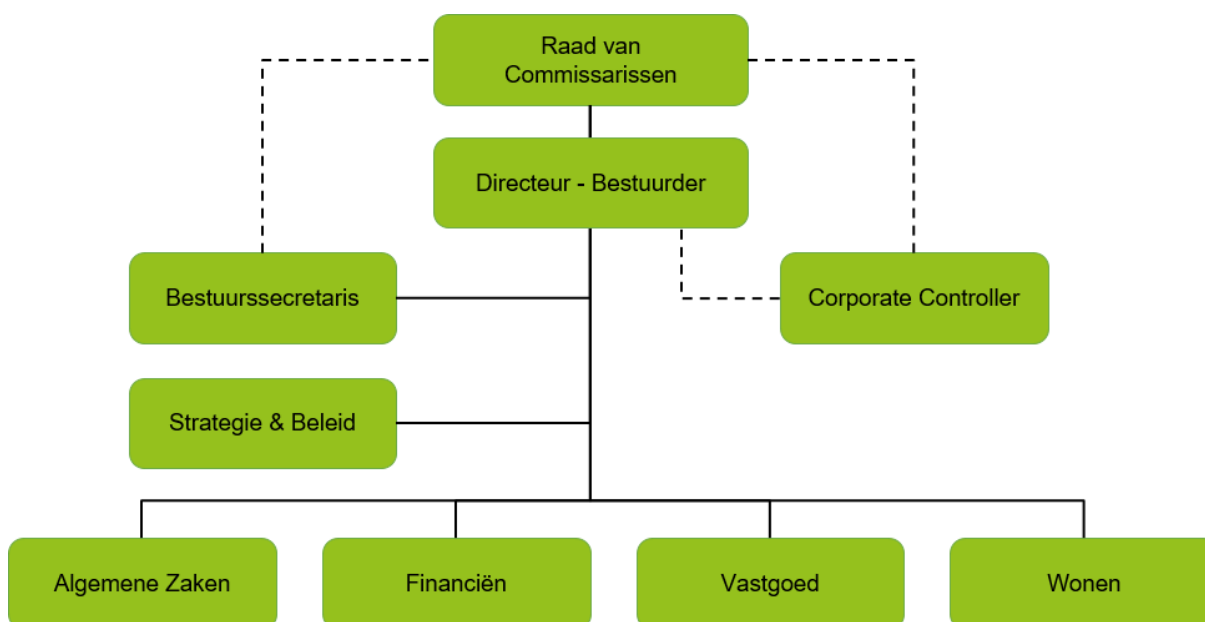 Raad van
Commissarissen
Directeur - Bestuurder
Bestuurssecretaris
Corporate Controller
Strategie & Beleid
Algemene Zaken
Financiën
Vastgoed
Wonen